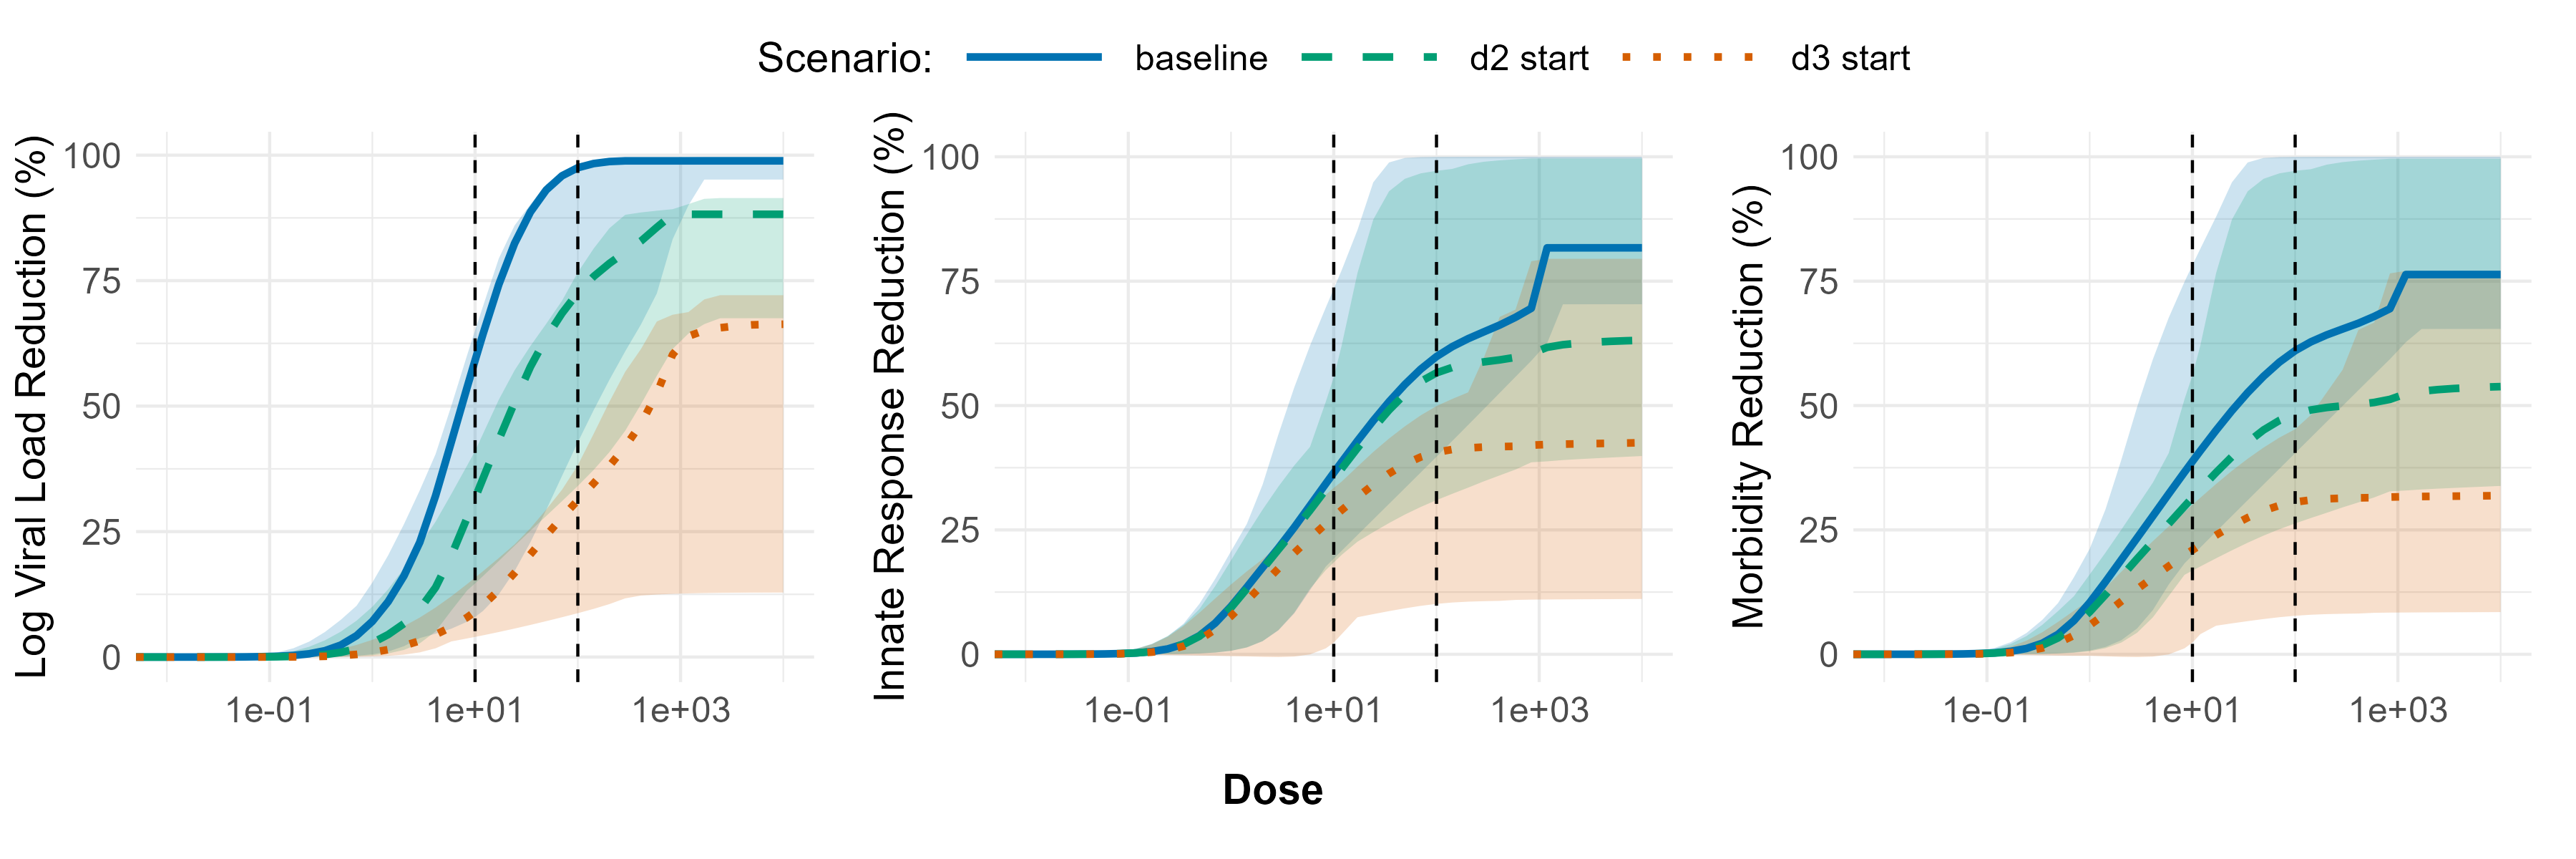 Scenario: baseline d2 start d3 start
Log Viral Load Reduction (%)
100
75
50
25
0
1e-01 1e+01 1e+03
Innate Response Reduction (%)
100
75
50
25
0
1e-01 1e+01 1e+03
Morbidity Reduction (%)
100
75
50
25
0
1e-01 1e+01 1e+03
Dose